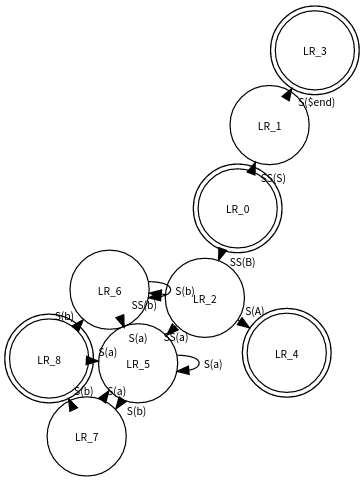 LR_3
S($end)
LR_1
SS(S)
LR_0
SS(B)
LR_6
S(b)
LR_2
SS(b)
S(A)
S(b)
S(a)
SS(a)
LR_4
S(a)
LR_8
LR_5
S(a)
S(b)
S(a)
S(b)
LR_7